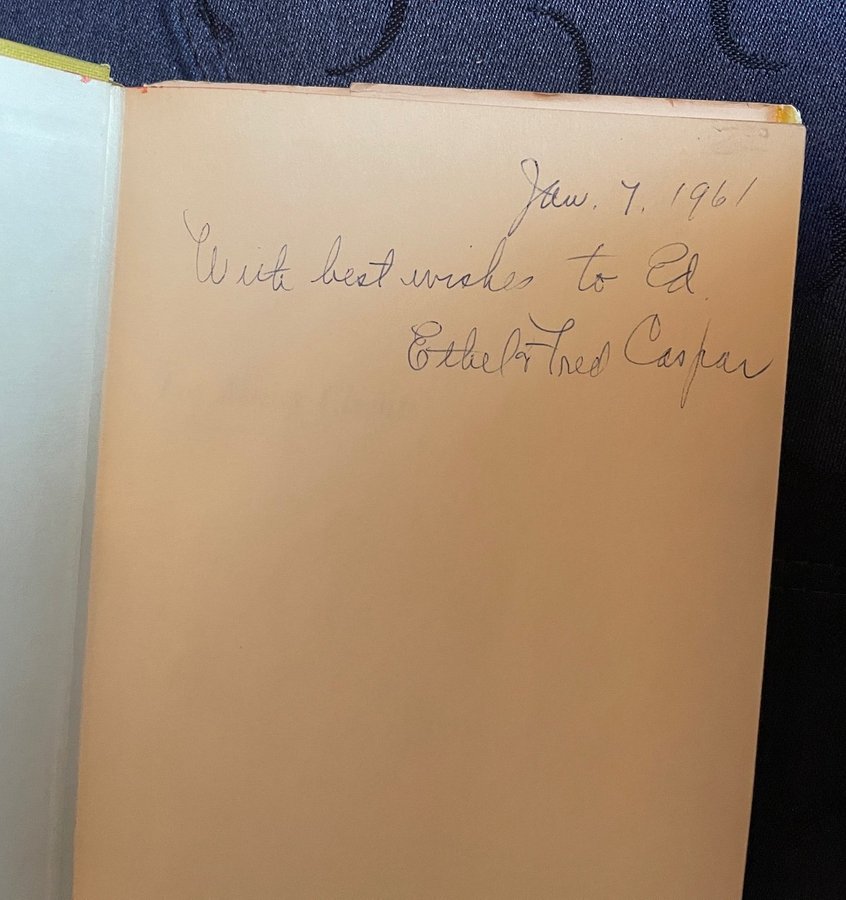 Jan. 7, 1961
With best wishes to Ed.
Ethel & Fred Caspar